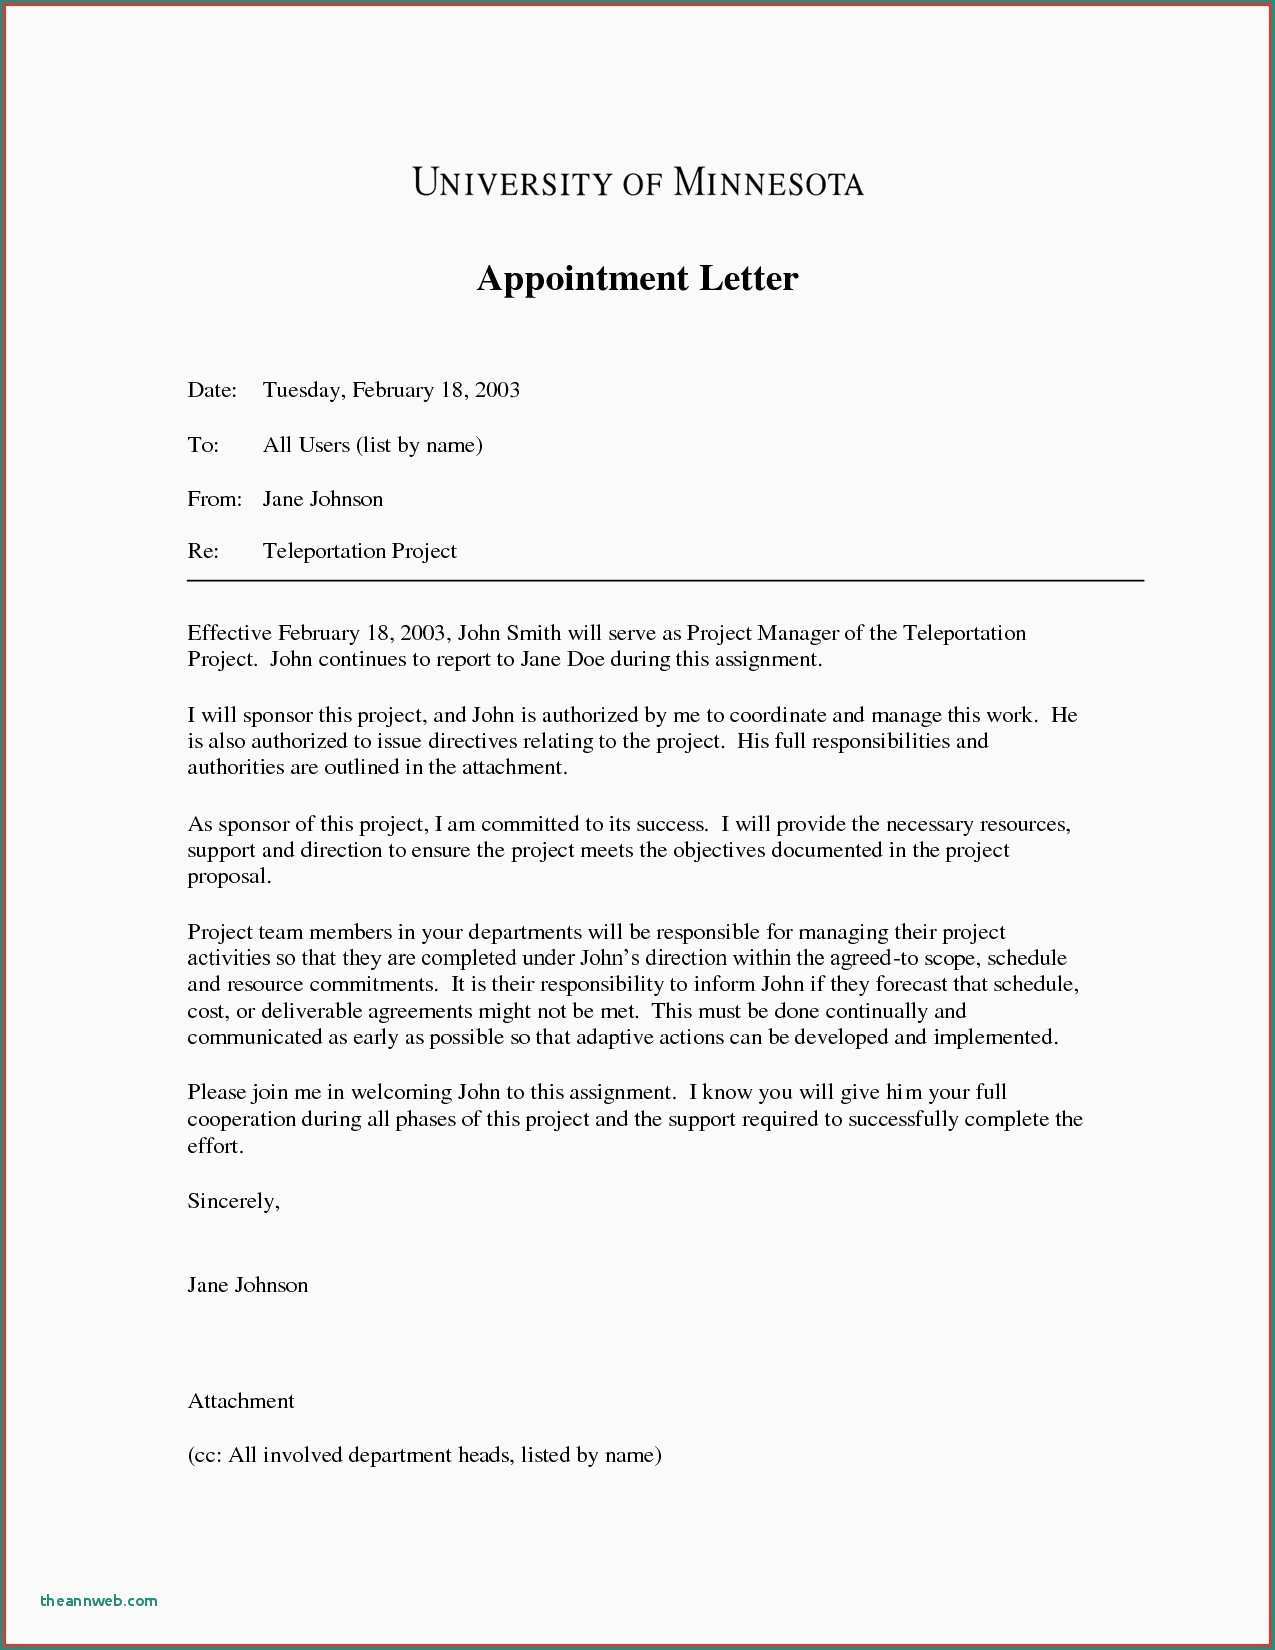 UNIVERSITY OF MINNESOTA
Appointment Letter
Date: Tuesday, February 18, 2003
To: All Users (list by name)
From: Jane Johnson
Re: Teleportation Project
Effective February 18, 2003, John Smith will serve as Project Manager of the Teleportation
Project. John continues to report to Jane Doe during this assignment.
I will sponsor this project, and John is authorized by me to coordinate and manage this work. He
is also authorized to issue directives relating to the project. His full responsibilities and
authorities are outlined in the attachment.
As sponsor of this project, I am committed to its success. I will provide the necessary resources,
support and direction to ensure the project meets the objectives documented in the project
proposal.
Project team members in your departments will be responsible for managing their project
activities so that they are completed under John’s direction within the agreed-to scope, schedule
and resource commitments. It is their responsibility to inform John if they forecast that schedule,
cost, or deliverable agreements might not be met. This must be done continually and
communicated as early as possible so that adaptive actions can be developed and implemented.
Please join me in welcoming John to this assignment. I know you will give him your full
cooperation during all phases of this project and the support required to successfully complete the
effort.
Sincerely,
Jane Johnson
Attachment
(cc: All involved department heads, listed by name)
theannweb.com